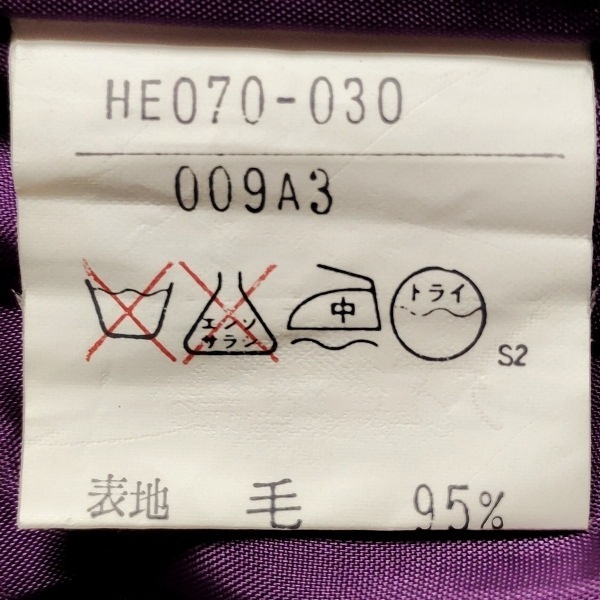 HE070-030
009A3
エンソ
サラシ
中
ドライ
S2
表地 毛 95%